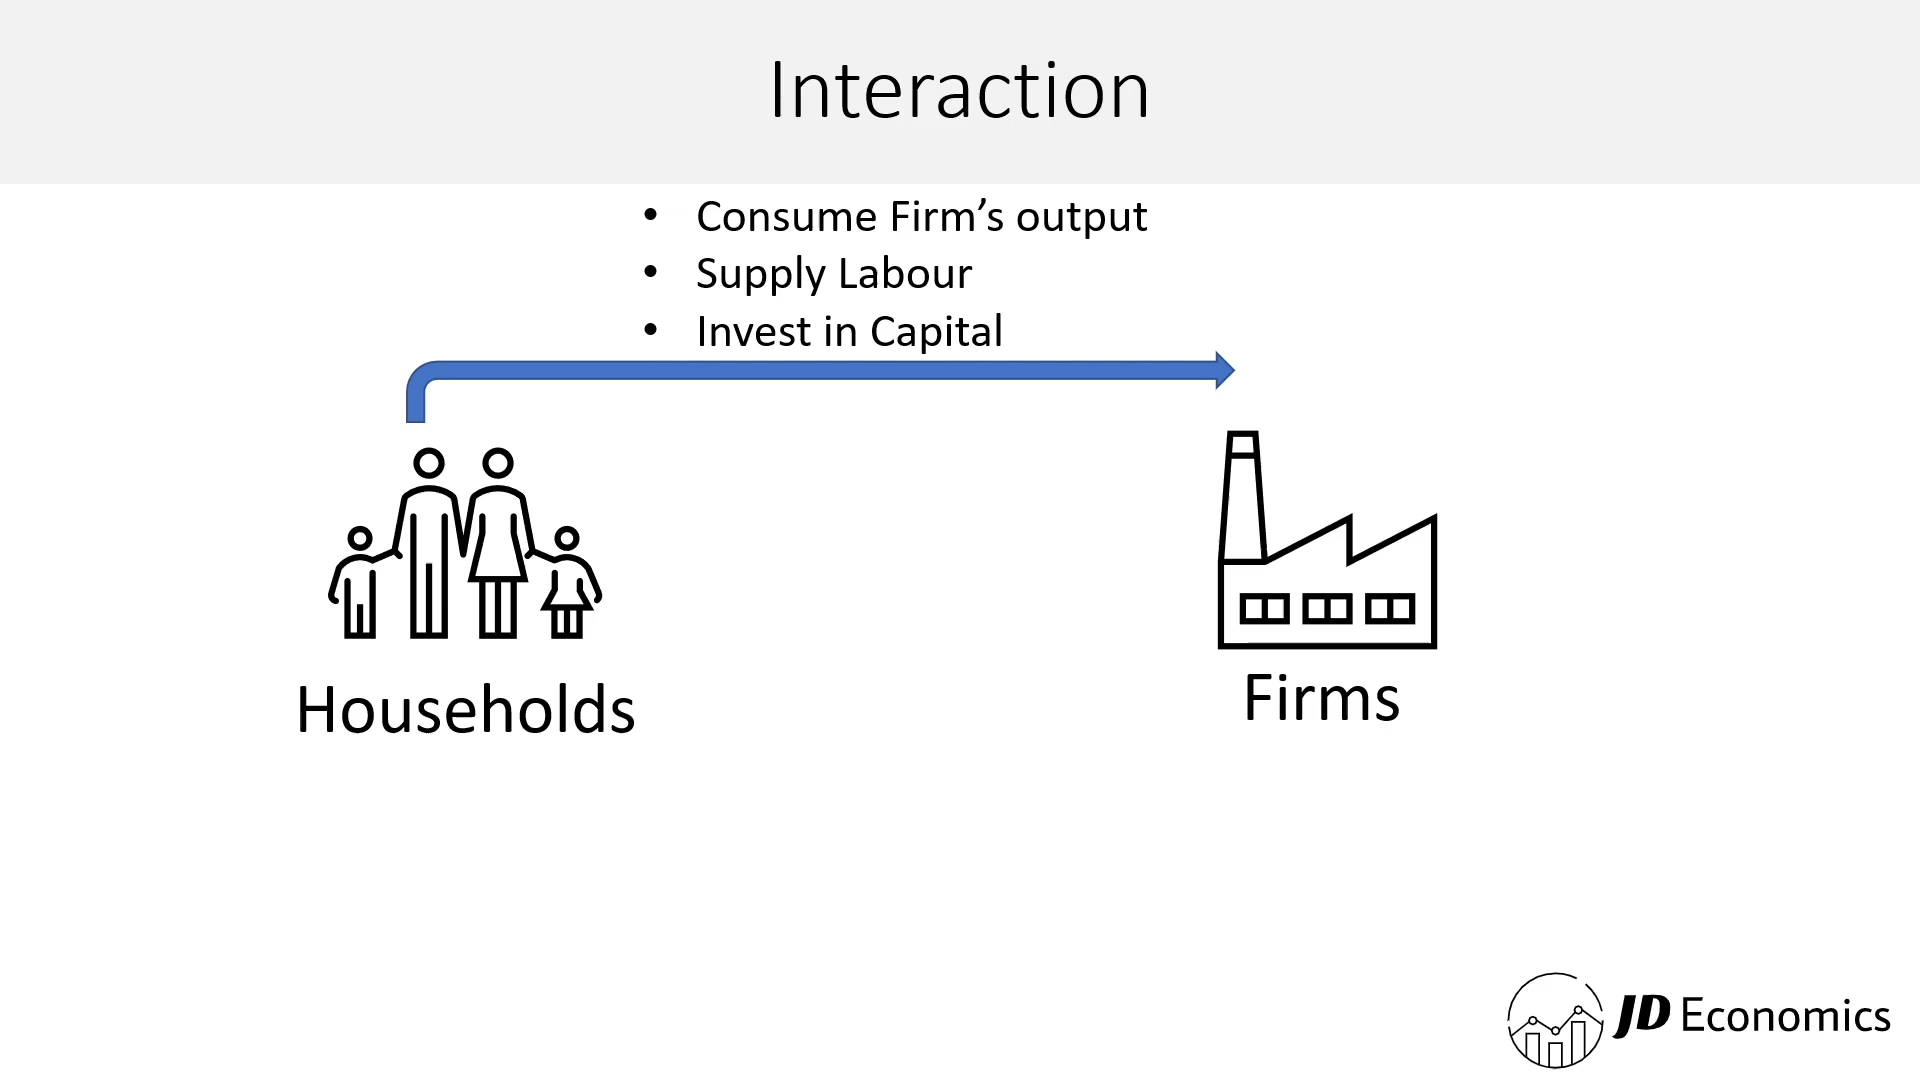 Interaction
• Consume Firm’s output
• Supply Labour
• Invest in Capital
Households
Firms
JD Economics